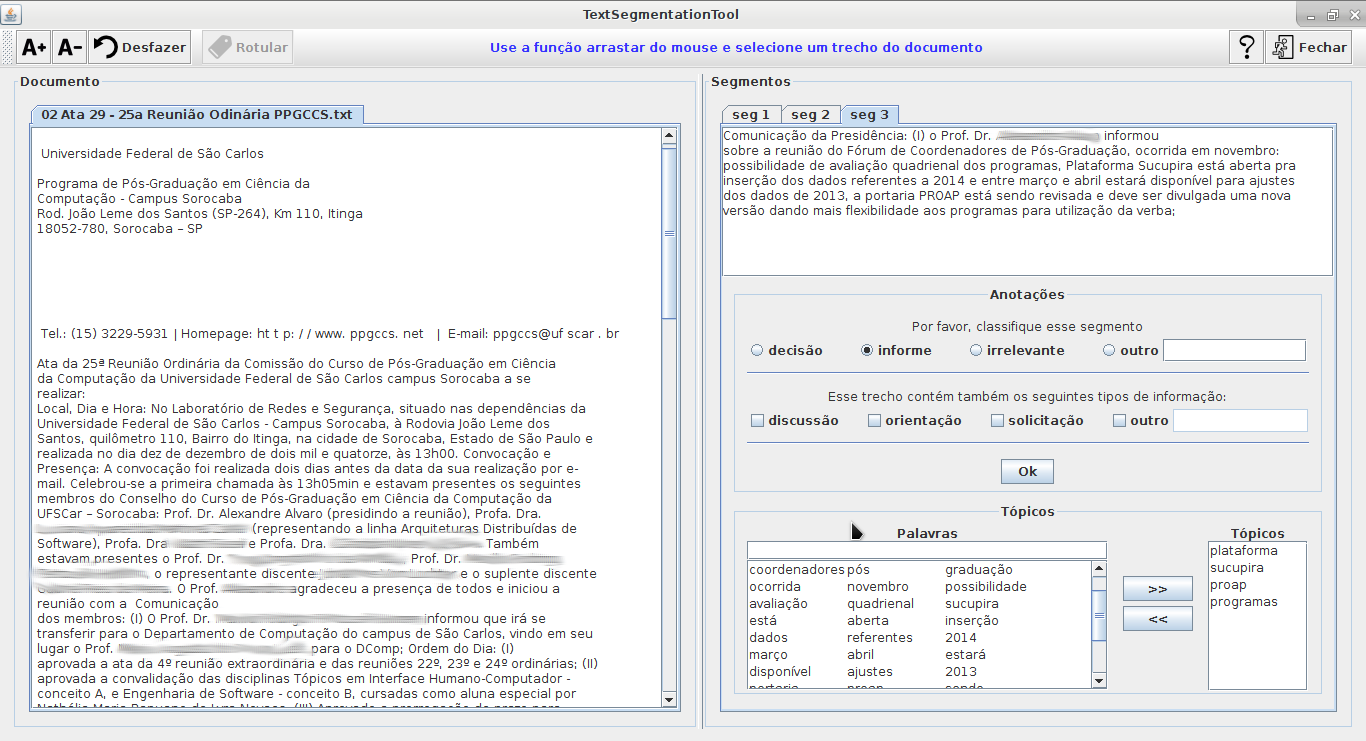 TextSegmentationTool
A+ A- Desfazer Rotular
Use a função arrastar do mouse e selecione um trecho do documento
? Fechar
Documento
02 Ata 29 - 25a Reunião Odinária PPGCCS.txt
Universidade Federal de São Carlos
Programa de Pós-Graduação em Ciência da
Computação - Campus Sorocaba
Rod. João Leme dos Santos (SP-264), Km 110, Itinga
18052-780, Sorocaba – SP
Tel.: (15) 3229-5931 | Homepage: ht t p: / / www. ppgccs. net | E-mail: ppgccs@uf scar . br
Ata da 25ª Reunião Ordinária da Comissão do Curso de Pós-Graduação em Ciência
da Computação da Universidade Federal de São Carlos campus Sorocaba a se
realizar:
Local, Dia e Hora: No Laboratório de Redes e Segurança, situado nas dependências da
Universidade Federal de São Carlos - Campus Sorocaba, à Rodovia João Leme dos
Santos, quilômetro 110, Bairro do Itinga, na cidade de Sorocaba, Estado de São Paulo e
realizada no dia dez de dezembro de dois mil e quatorze, às 13h00. Convocação e
Presença: A convocação foi realizada dois dias antes da data da sua realização por e-
mail. Celebrou-se a primeira chamada às 13h05min e estavam presentes os seguintes
membros do Conselho do Curso de Pós-Graduação em Ciência da Computação da
UFSCar – Sorocaba: Prof. Dr. Alexandre Alvaro (presidindo a reunião), Profa. Dra.
(representando a linha Arquiteturas Distribuídas de
Software), Profa. Dra e Profa. Dra. Também
estavam presentes o Prof. Dr. , Prof. Dr.
, o representante discente e o suplente discente
. O Prof. agradeceu a presença de todos e iniciou a
reunião com a Comunicação
dos membros: (I) O Prof. Dr. informou que irá se
transferir para o Departamento de Computação do campus de São Carlos, vindo em seu
lugar o Prof. para o DComp; Ordem do Dia: (I)
aprovada a ata da 4º reunião extraordinária e das reuniões 22º, 23º e 24º ordinárias; (II)
aprovada a convalidação das disciplinas Tópicos em Interface Humano-Computador -
conceito A, e Engenharia de Software - conceito B, cursadas como aluna especial por
Segmentos
seg 1 seg 2 seg 3
Comunicação da Presidência: (I) o Prof. Dr. informou
sobre a reunião do Fórum de Coordenadores de Pós-Graduação, ocorrida em novembro:
possibilidade de avaliação quadrienal dos programas, Plataforma Sucupira está aberta pra
inserção dos dados referentes a 2014 e entre março e abril estará disponível para ajustes
dos dados de 2013, a portaria PROAP está sendo revisada e deve ser divulgada uma nova
versão dando mais flexibilidade aos programas para utilização da verba;
Anotações
Por favor, classifique esse segmento
decisão informe irrelevante outro
Esse trecho contém também os seguintes tipos de informação:
discussão orientação solicitação outro
Ok
Tópicos
Palavras
coordenadores pós graduação
ocorrida novembro possibilidade
avaliação quadrienal sucupira
está aberta inserção
dados referentes 2014
março abril estará
disponível ajustes 2013
portaria proap sendo
>>
<<
Tópicos
plataforma
sucupira
proap
programas